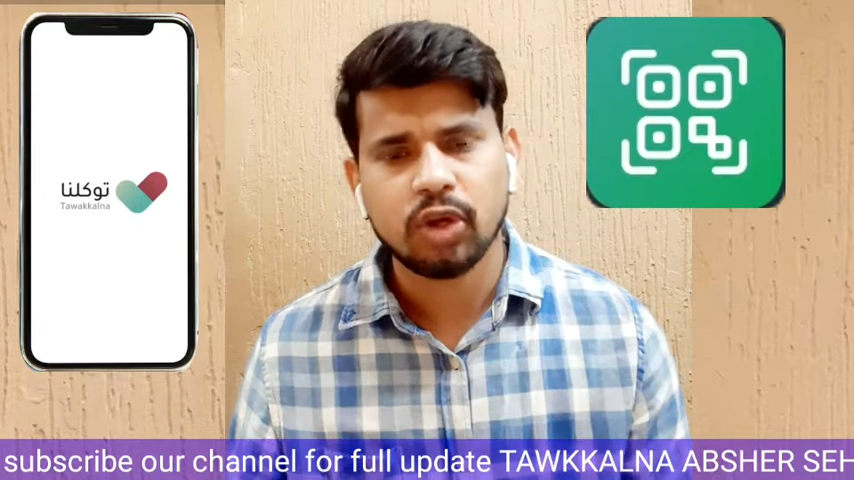 توكلنا
Tawakkalna
subscribe our channel for full update TAWKKALNA ABSHER SEH